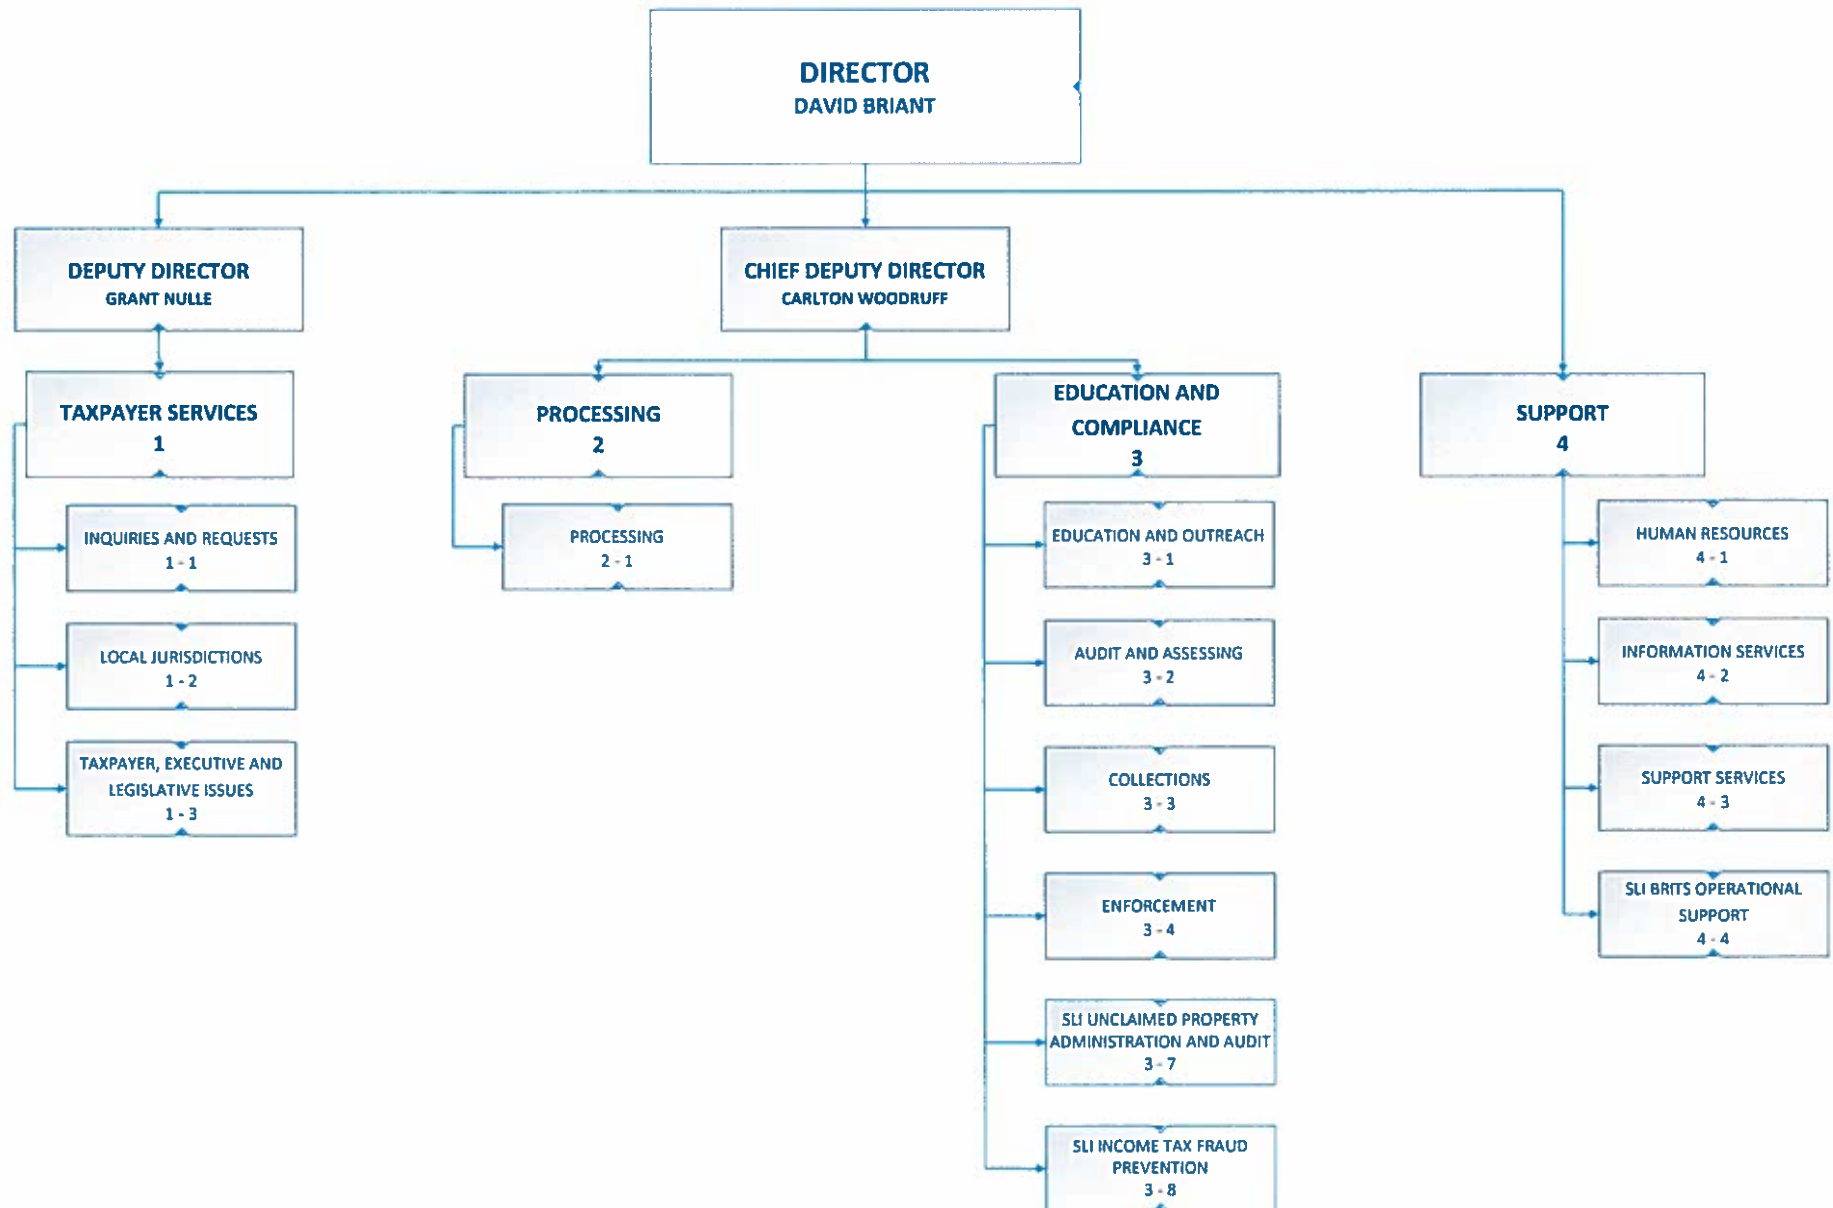 DIRECTOR
DAVID BRIANT
DEPUTY DIRECTOR
GRANT NULLE
CHIEF DEPUTY DIRECTOR
CARLTON WOODRUFF
TAXPAYER SERVICES
1
INQUIRIES AND REQUESTS
1 - 1
LOCAL JURISDICTIONS
1 - 2
TAXPAYER, EXECUTIVE AND
LEGISLATIVE ISSUES
1 - 3
PROCESSING
2
PROCESSING
2 - 1
EDUCATION AND
COMPLIANCE
3
EDUCATION AND OUTREACH
3 - 1
AUDIT AND ASSESSING
3 - 2
COLLECTIONS
3 - 3
ENFORCEMENT
3 - 4
SLI UNCLAIMED PROPERTY
ADMINISTRATION AND AUDIT
3 - 7
SLI INCOME TAX FRAUD
PREVENTION
3 - 8
SUPPORT
4
HUMAN RESOURCES
4 - 1
INFORMATION SERVICES
4 - 2
SUPPORT SERVICES
4 - 3
SLI BRITS OPERATIONAL
SUPPORT
4 - 4